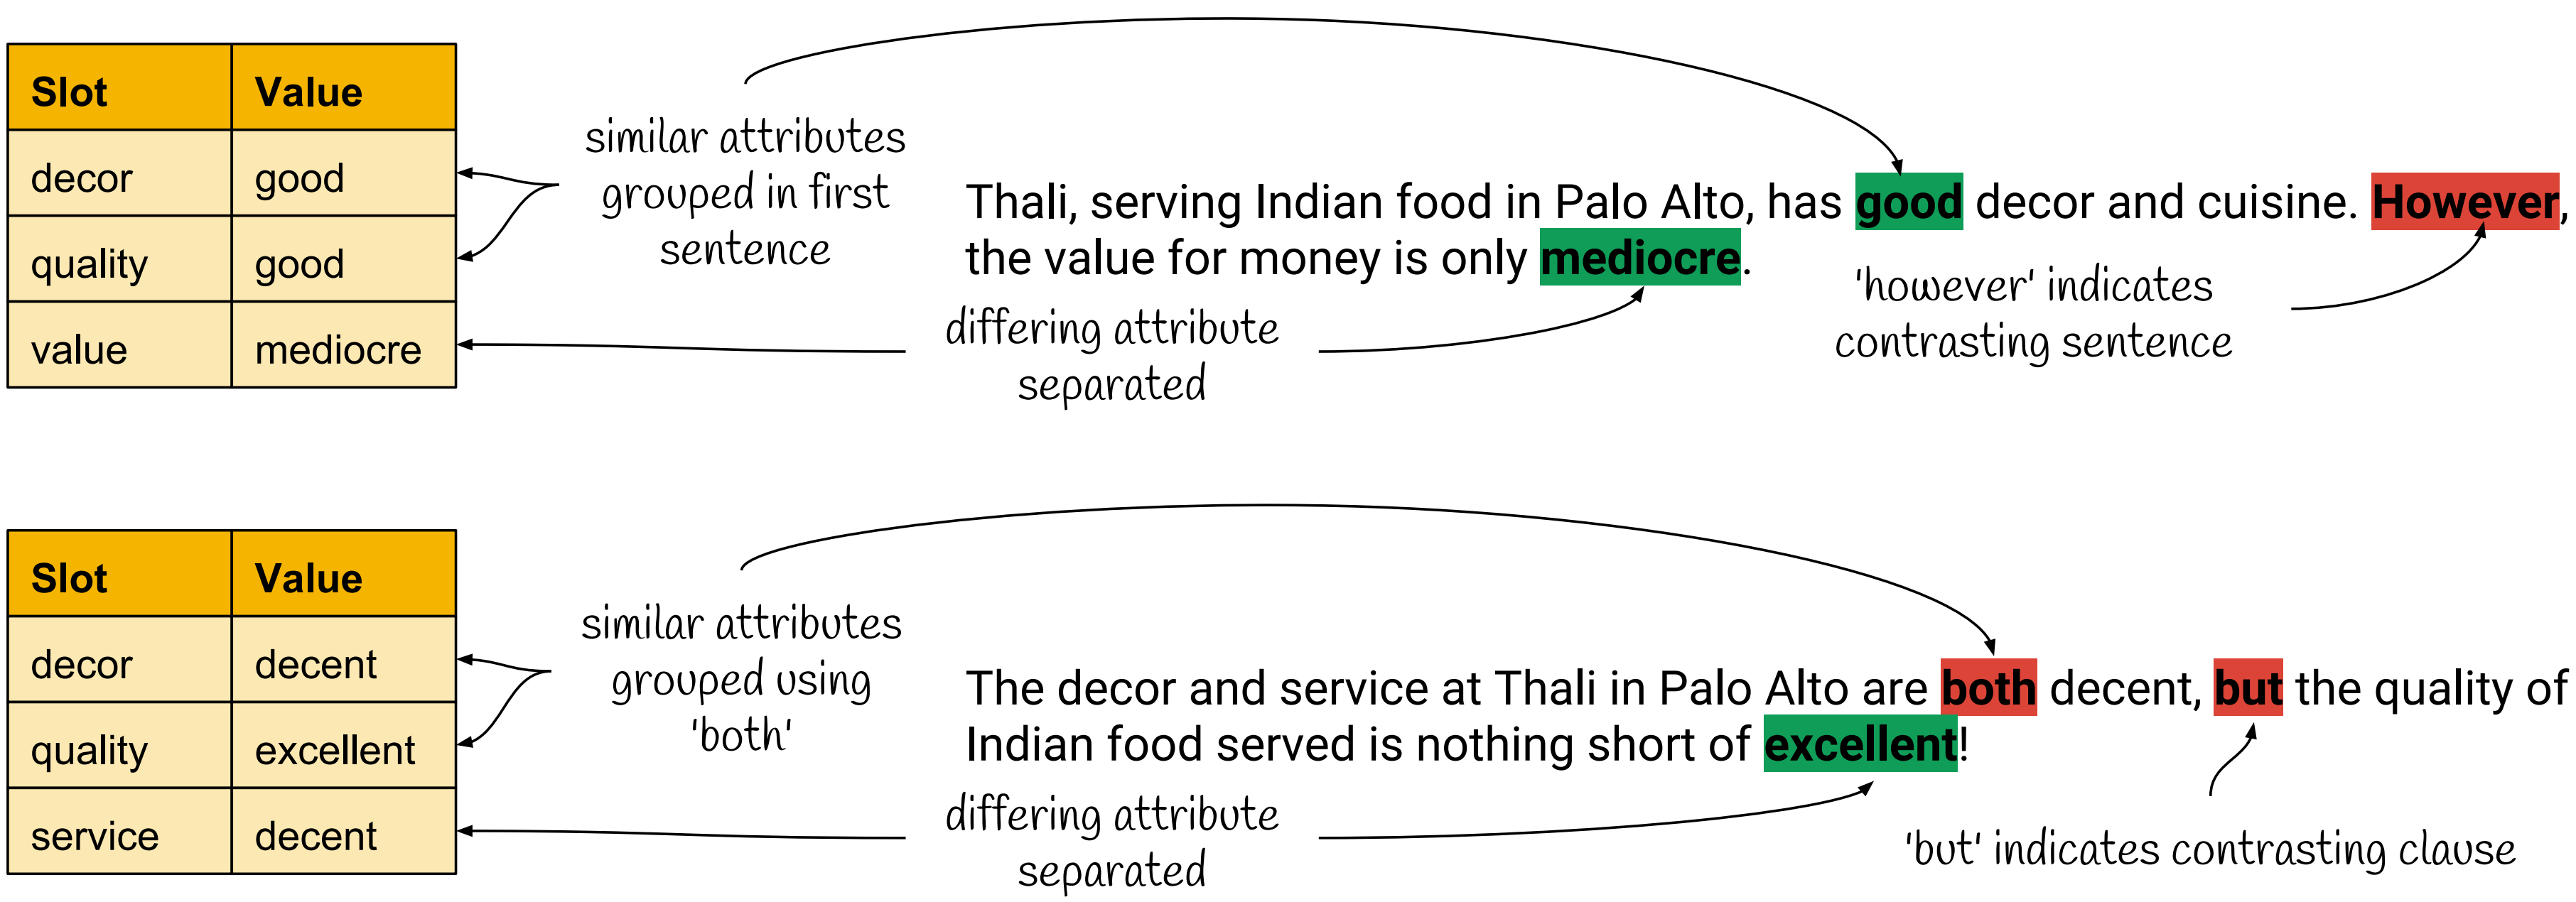 Slot Value
decor good
quality good
value mediocre
similar attributes
grouped in first
sentence
Thali, serving Indian food in Palo Alto, has good decor and cuisine. However,
the value for money is only mediocre.
differing attribute
separated
'however' indicates
contrasting sentence
Slot Value
decor decent
quality excellent
service decent
similar attributes
grouped using
'both'
The decor and service at Thali in Palo Alto are both decent, but the quality of
Indian food served is nothing short of excellent!
differing attribute
separated
'but' indicates contrasting clause